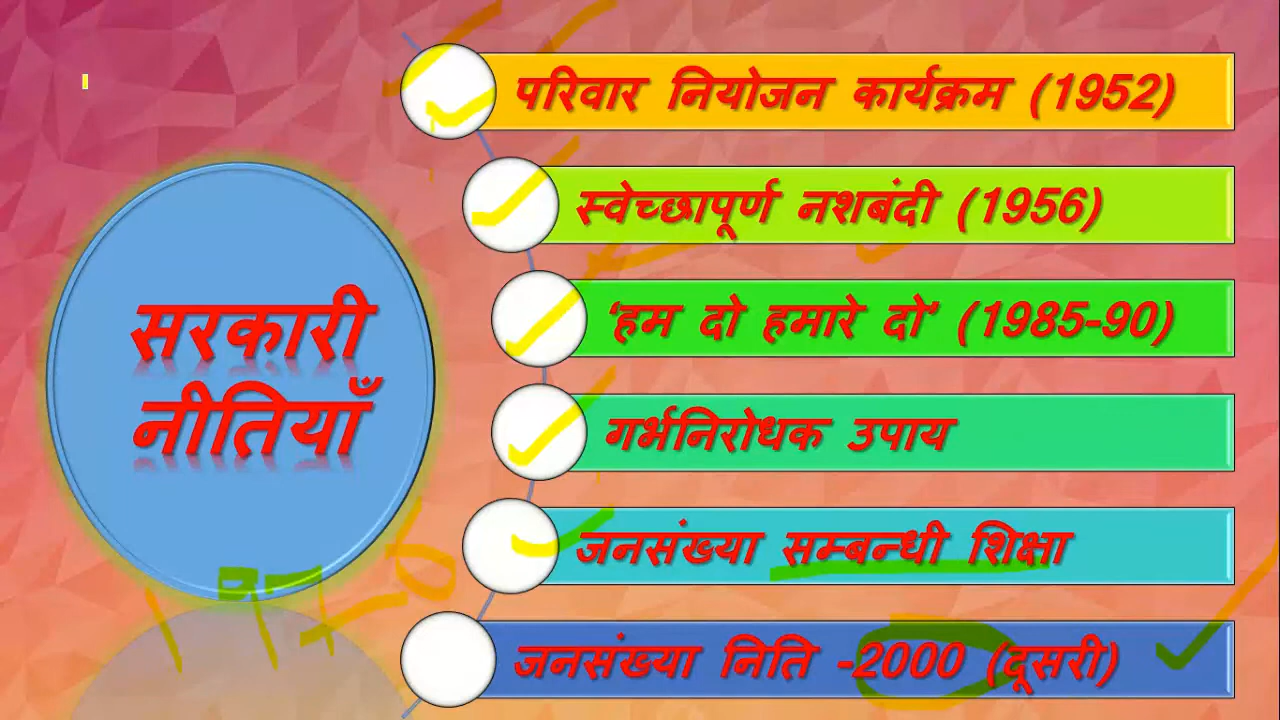 सरकारी
नीतियाँ
परिवार नियोजन कार्यक्रम (1952)
स्वेच्छापूर्ण नशबंदी (1956)
‘हम दो हमारे दो’ (1985-90)
गर्भनिरोधक उपाय
जनसंख्या सम्बन्धी शिक्षा
जनसंख्या निति -2000 (दूसरी)